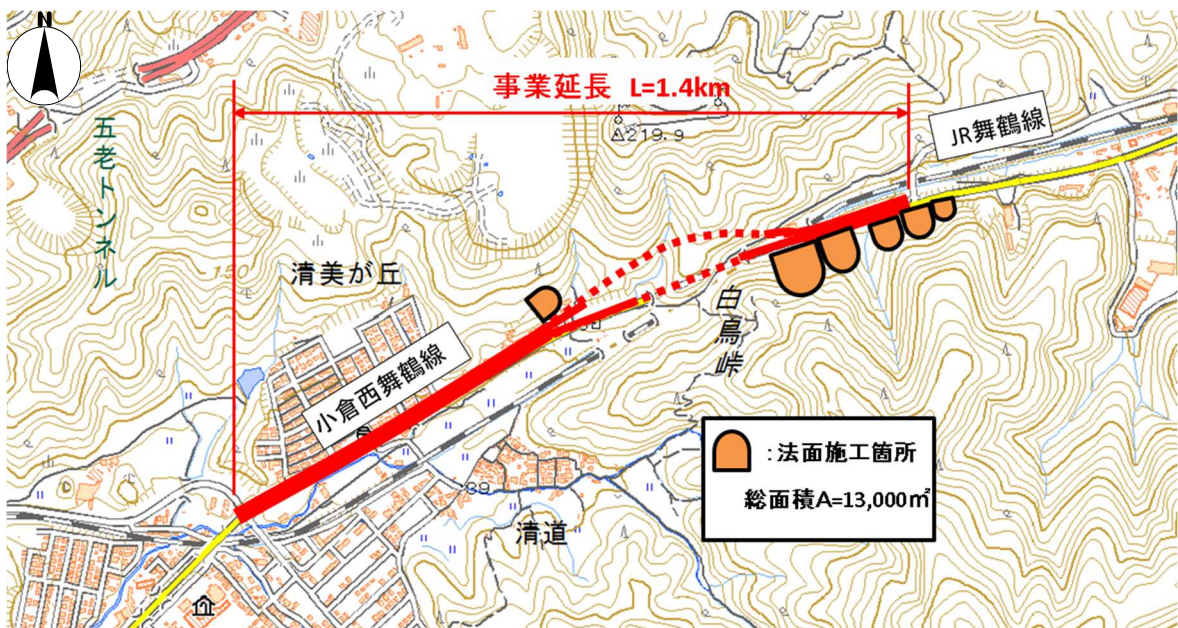 N
事業延長 L=1.4km
219.9
JR舞鶴線
五老トンネル
150
清美が丘
白鳥峠
小倉西舞鶴線
:法面施工箇所
総面積A=13,000㎡
39
清道